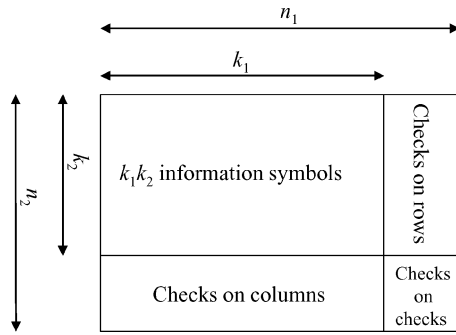 n₁
k₁
k₂
n₂
k₁k₂ information symbols
Checks on rows
Checks on columns
Checks
on
checks